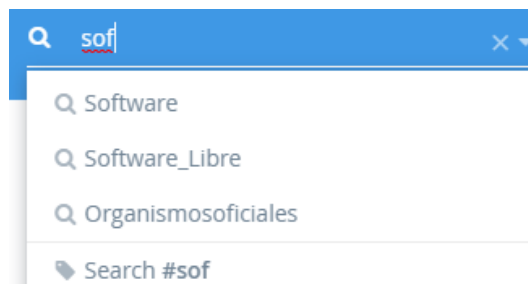 sof
Software
Software_Libre
Organismosoficiales
Search #sof